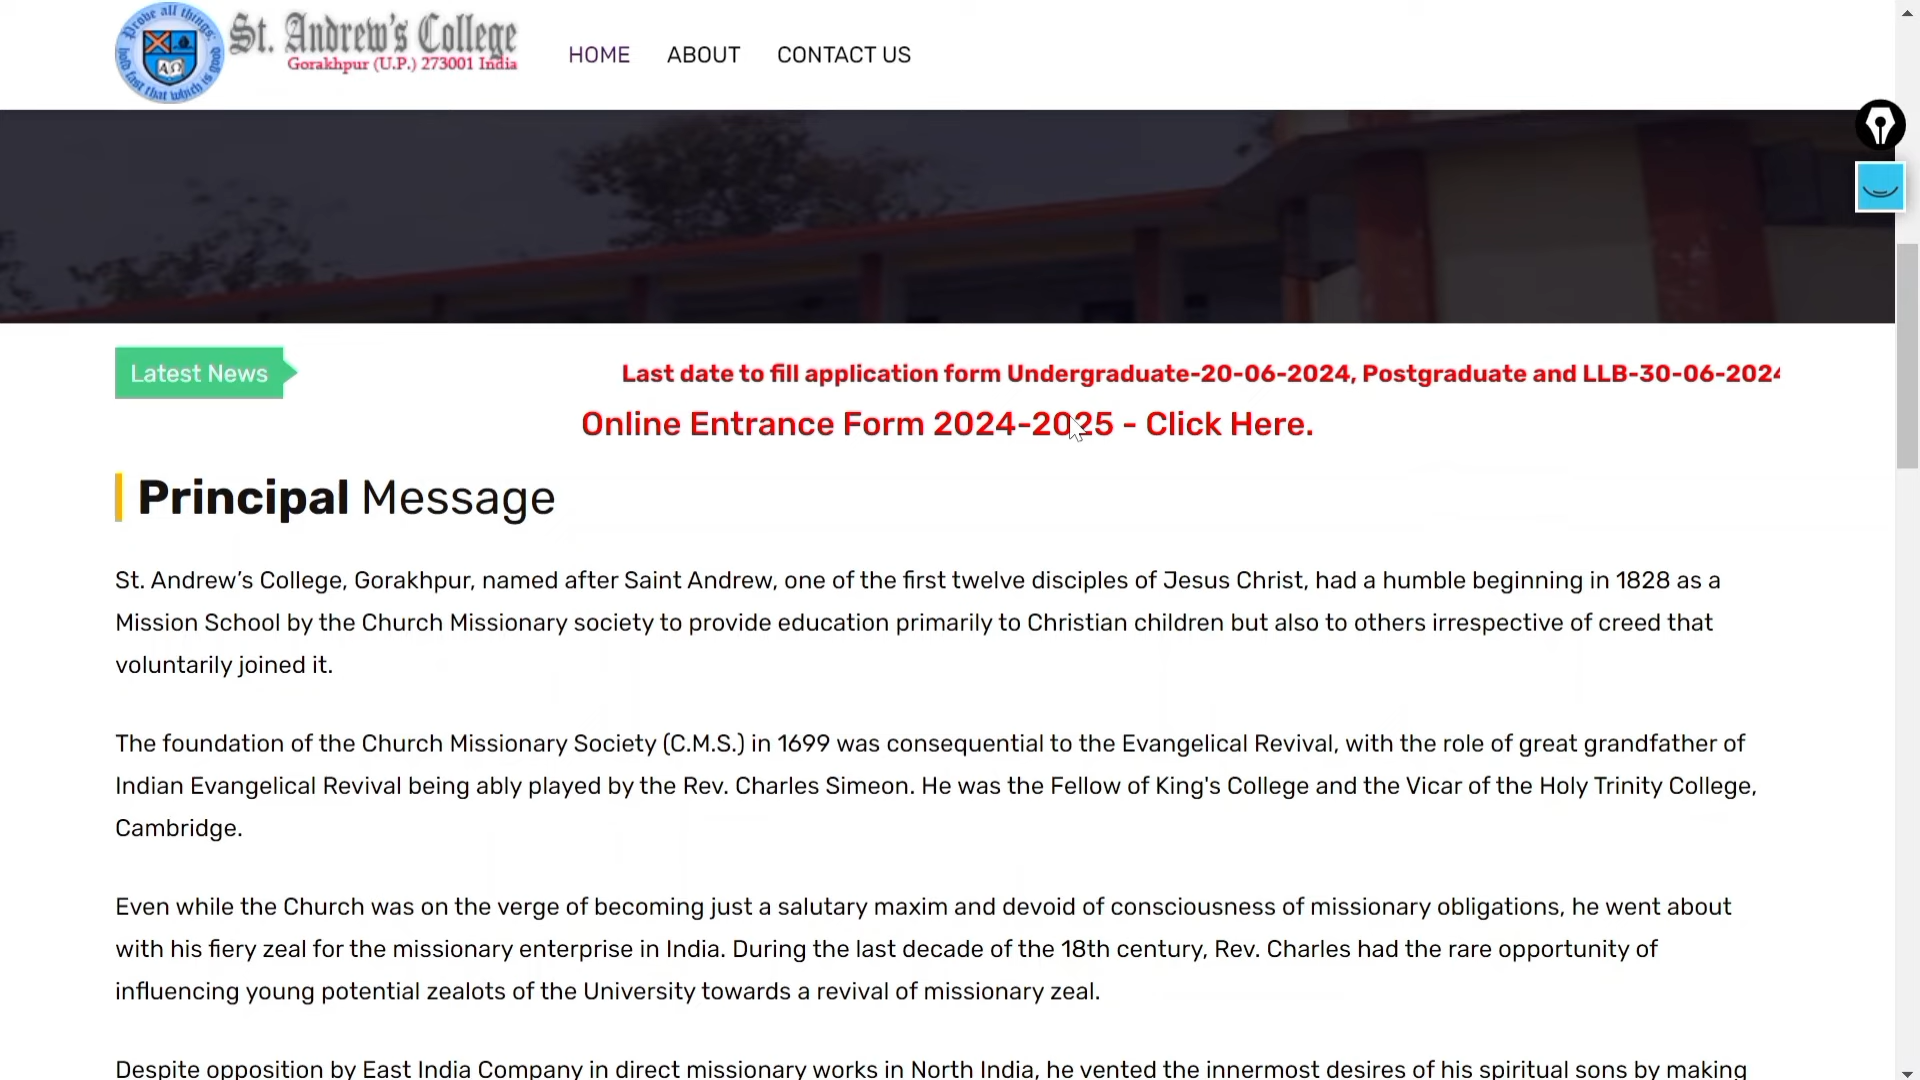 Prove all things:
hold fast that which is good
ΑΩ
St. Andrew's College
Gorakhpur (U.P.) 273001 India
HOME ABOUT CONTACT US
Latest News
Last date to fill application form Undergraduate-20-06-2024, Postgraduate and LLB-30-06-2024
Online Entrance Form 2024-2025 - Click Here.
Principal Message
St. Andrew’s College, Gorakhpur, named after Saint Andrew, one of the first twelve disciples of Jesus Christ, had a humble beginning in 1828 as a
Mission School by the Church Missionary society to provide education primarily to Christian children but also to others irrespective of creed that
voluntarily joined it.
The foundation of the Church Missionary Society (C.M.S.) in 1699 was consequential to the Evangelical Revival, with the role of great grandfather of
Indian Evangelical Revival being ably played by the Rev. Charles Simeon. He was the Fellow of King's College and the Vicar of the Holy Trinity College,
Cambridge.
Even while the Church was on the verge of becoming just a salutary maxim and devoid of consciousness of missionary obligations, he went about
with his fiery zeal for the missionary enterprise in India. During the last decade of the 18th century, Rev. Charles had the rare opportunity of
influencing young potential zealots of the University towards a revival of missionary zeal.
Despite opposition by East India Company in direct missionary works in North India, he vented the innermost desires of his spiritual sons by making